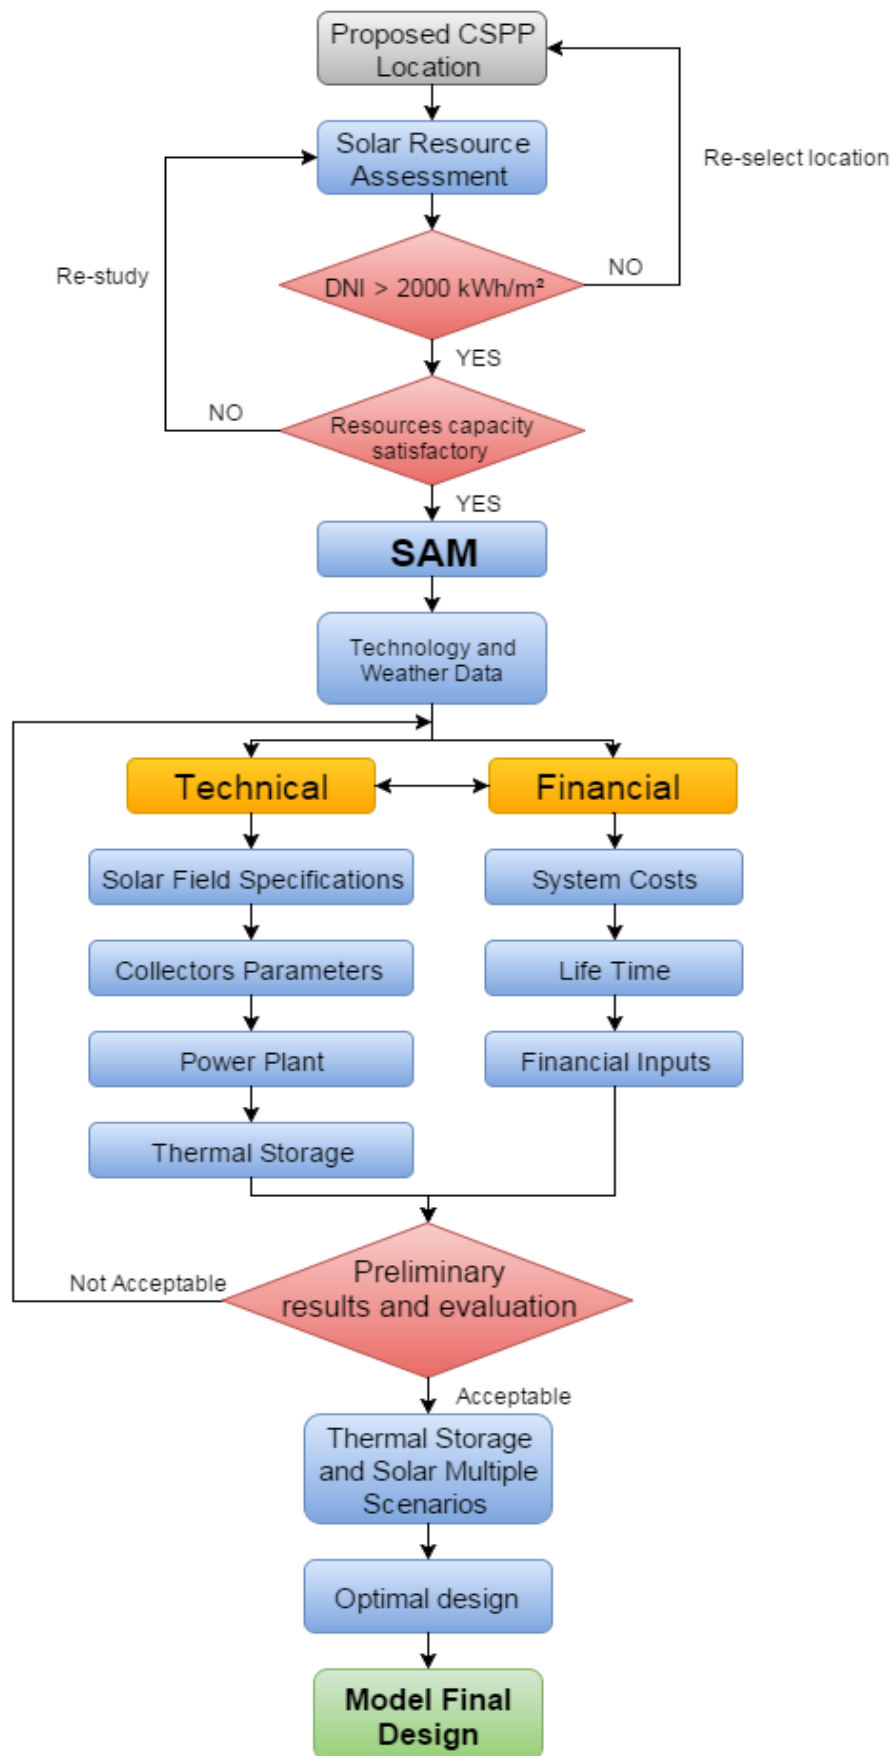 Proposed CSPP
Location
Solar Resource
Assessment
Re-select location
Re-study
DNI > 2000 kWh/m²
NO
YES
NO
Resources capacity
satisfactory
YES
SAM
Technology and
Weather Data
Technical
Financial
Solar Field Specifications
System Costs
Collectors Parameters
Life Time
Power Plant
Financial Inputs
Thermal Storage
Not Acceptable
Preliminary
results and evaluation
Acceptable
Thermal Storage
and Solar Multiple
Scenarios
Optimal design
Model Final
Design